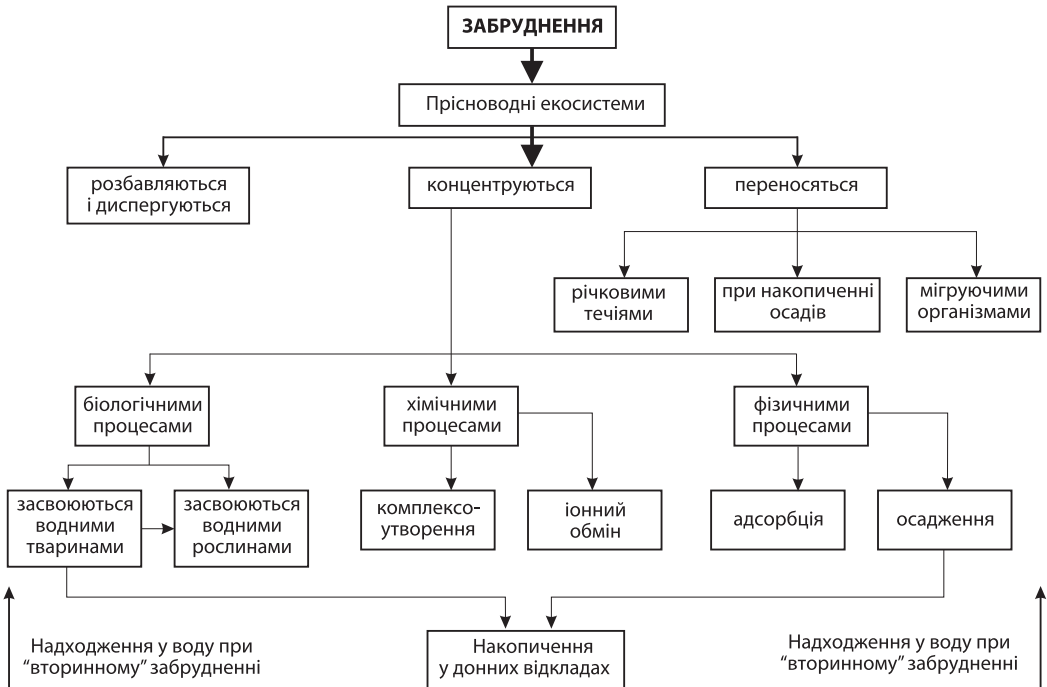 ЗАБРУДНЕННЯ
Прісноводні екосистеми
розбавляються
і диспергуються
концентруються
переносяться
річковими
течіями
при накопиченні
осадів
мігруючими
організмами
біологічними
процесами
хімічними
процесами
фізичними
процесами
засвоюються
водними
тваринами
засвоюються
водними
рослинами
комплексо-
утворення
іонний
обмін
адсорбція
осадження
Надходження у воду при
“вторинному” забрудненні
Накопичення
у донних відкладах
Надходження у воду при
“вторинному” забрудненні